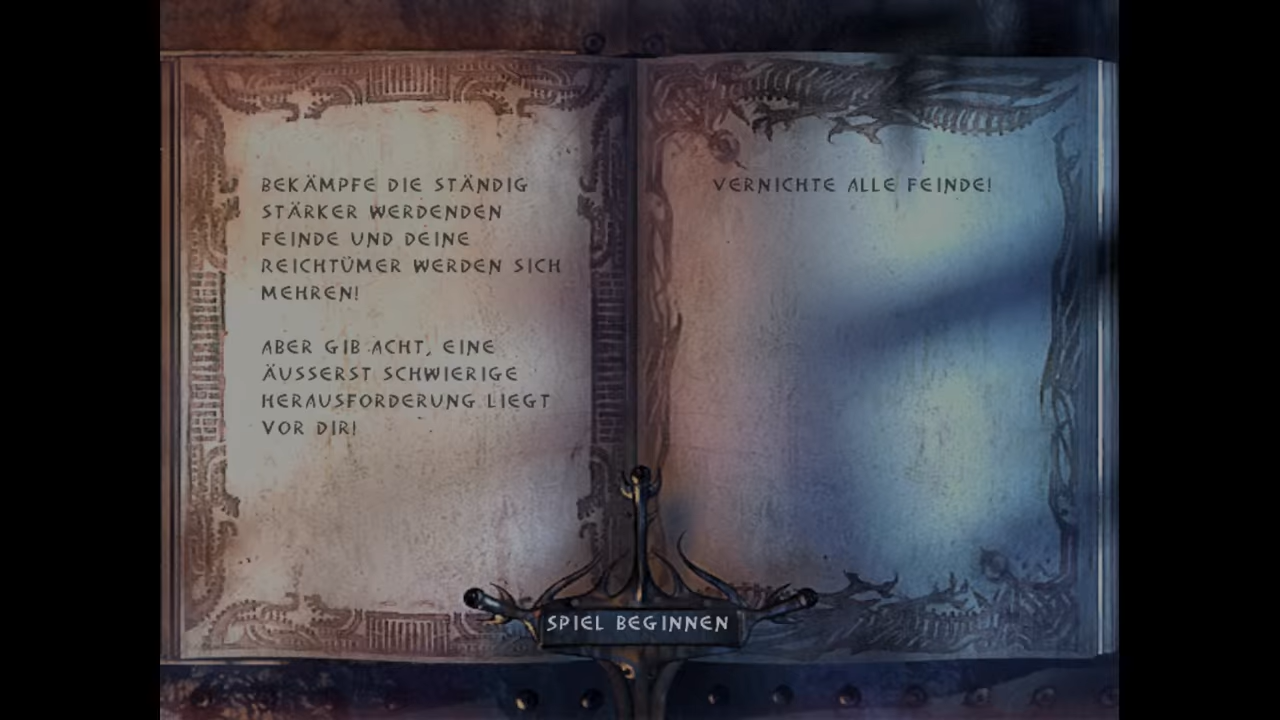 BEKÄMPFE DIE STÄNDIG
STÄRKER WERDENDEN
FEINDE UND DEINE
REICHTÜMER WERDEN SICH
MEHREN!
ABER GIB ACHT, EINE
ÄUSSERST SCHWIERIGE
HERAUSFORDERUNG LIEGT
VOR DIR!
VERNICHTE ALLE FEINDE!
SPIEL BEGINNEN